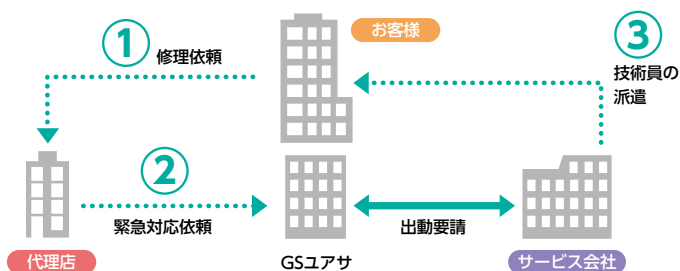 お客様
① 修理依頼
③
技術員の
派遣
②
緊急対応依頼
出動要請
代理店
GSユアサ
サービス会社